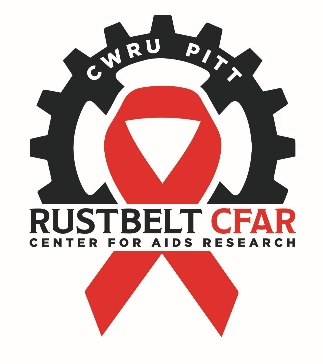 CWRU PITT
RUSTBELT CFAR
CENTER FOR AIDS RESEARCH